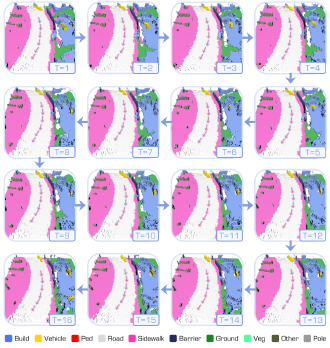 T=1 T=2 T=3 T=4
T=8 T=7 T=6 T=5
T=9 T=10 T=11 T=12
T=16 T=15 T=14 T=13
Build Vehicle Ped Road Sidewalk Barrier Ground Veg Other Pole